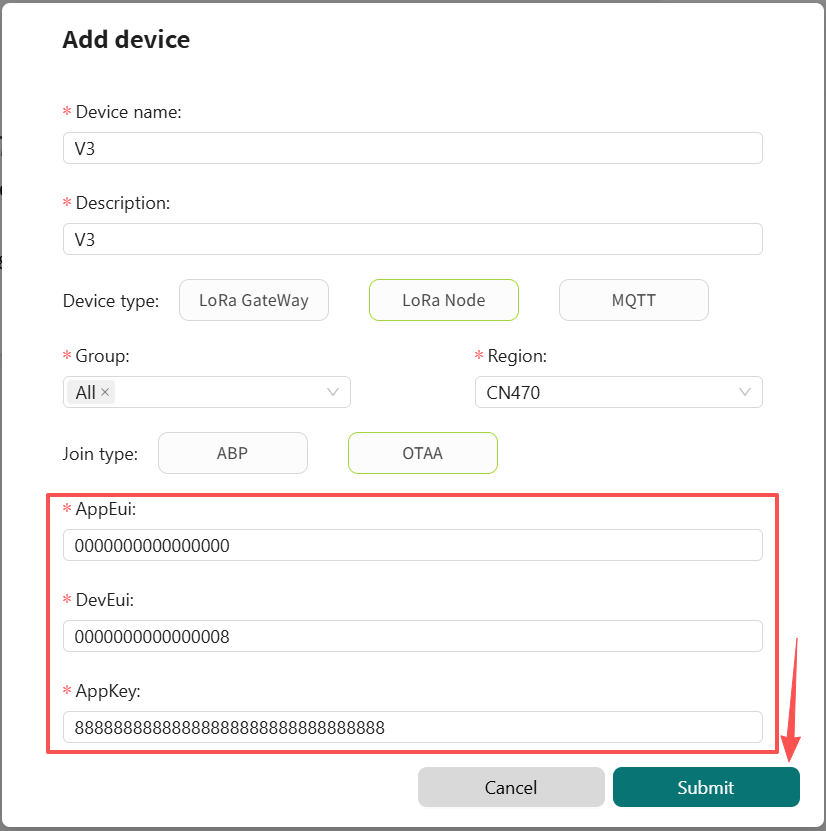 Add device
* Device name:
V3
* Description:
V3
Device type: LoRa GateWay LoRa Node MQTT
* Group: * Region:
All × CN470
Join type: ABP OTAA
* AppEui:
0000000000000000
* DevEui:
0000000000000008
* AppKey:
88888888888888888888888888888888
Cancel Submit